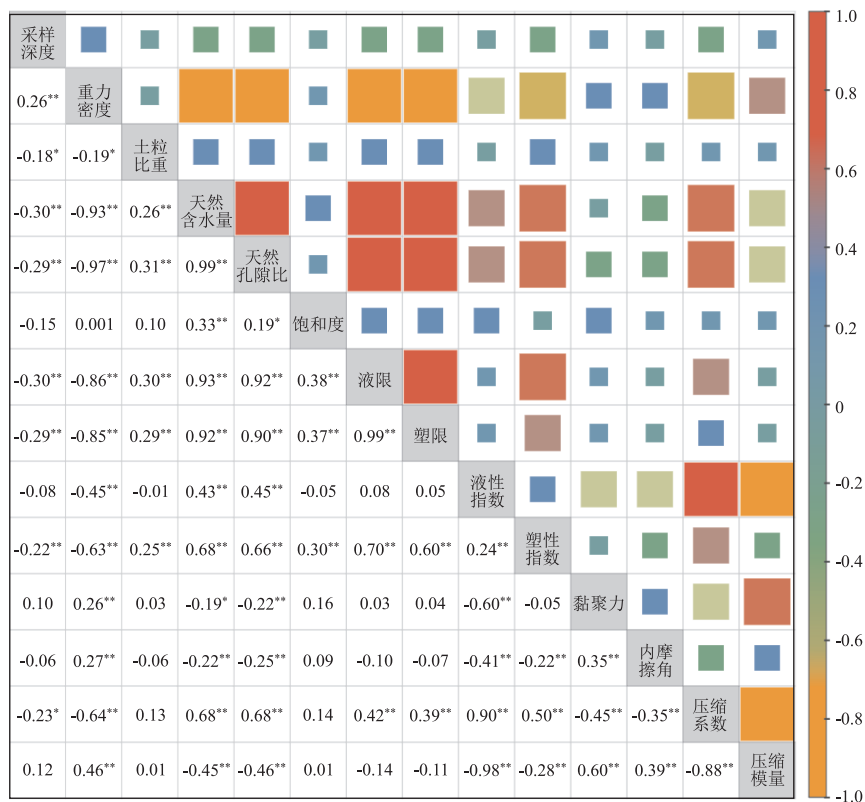 采样
深度
0.26** 重力
密度
-0.18* -0.19* 土粒
比重
-0.30** -0.93** 0.26** 天然
含水量
-0.29** -0.97** 0.31** 0.99** 天然
孔隙比
-0.15 0.001 0.10 0.33** 0.19* 饱和度
-0.30** -0.86** 0.30** 0.93** 0.92** 0.38** 液限
-0.29** -0.85** 0.29** 0.92** 0.90** 0.37** 0.99** 塑限
-0.08 -0.45** -0.01 0.43** 0.45** -0.05 0.08 0.05 液性
指数
-0.22** -0.63** 0.25** 0.68** 0.66** 0.30** 0.70** 0.60** 0.24** 塑性
指数
0.10 0.26** 0.03 -0.19* -0.22** 0.16 0.03 0.04 -0.60** -0.05 黏聚力
-0.06 0.27** -0.06 -0.22** -0.25** 0.09 -0.10 -0.07 -0.41** -0.22** 0.35** 内摩
擦角
-0.23* -0.64** 0.13 0.68** 0.68** 0.14 0.42** 0.39** 0.90** 0.50** -0.45** -0.35** 压缩
系数
0.12 0.46** 0.01 -0.45** -0.46** 0.01 -0.14 -0.11 -0.98** -0.28** 0.60** 0.39** -0.88** 压缩
模量
1.0
0.8
0.6
0.4
0.2
0
-0.2
-0.4
-0.6
-0.8
-1.0